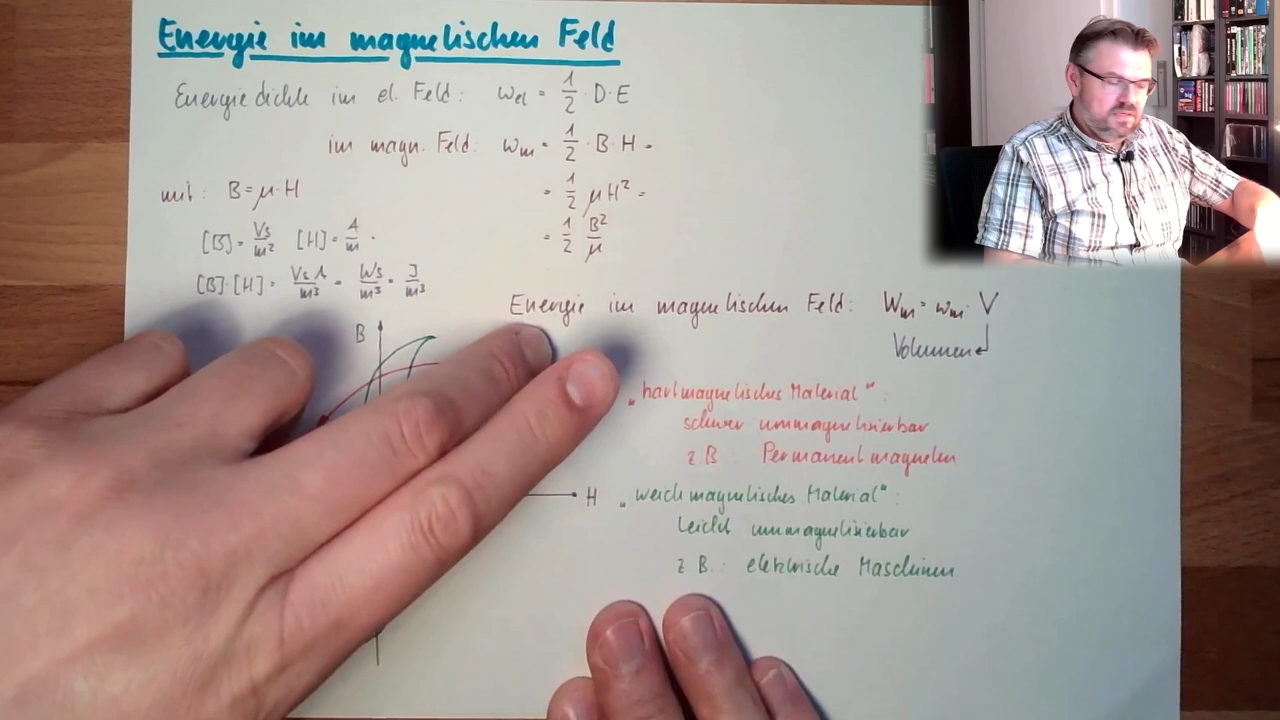 Energie im magnetischen Feld
Energiedichte im el. Feld: wel = 1/2 · D·E
im magn. Feld: wm = 1/2 · B·H =
= 1/2 μH² =
= 1/2 B²/μ
mit: B = μ·H
[B] = Vs/m² [H] = A/m
[B]·[H] = Vs A/m³ = Ws/m³ = J/m³
Energie im magnetischen Feld: Wm = wm · V
Volumen
B
H
„hartmagnetisches Material":
schwer ummagnetisierbar
z.B. Permanentmagneten
„weichmagnetisches Material":
leicht ummagnetisierbar
z.B.: elektrische Maschinen